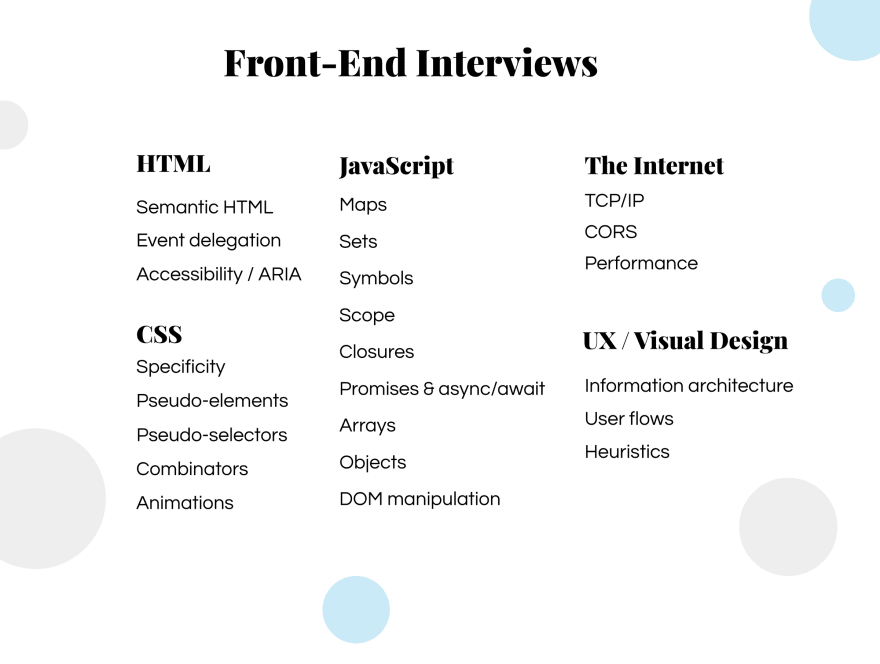 Front-End Interviews
HTML
Semantic HTML
Event delegation
Accessibility / ARIA
CSS
Specificity
Pseudo-elements
Pseudo-selectors
Combinators
Animations
JavaScript
Maps
Sets
Symbols
Scope
Closures
Promises & async/await
Arrays
Objects
DOM manipulation
The Internet
TCP/IP
CORS
Performance
UX / Visual Design
Information architecture
User flows
Heuristics